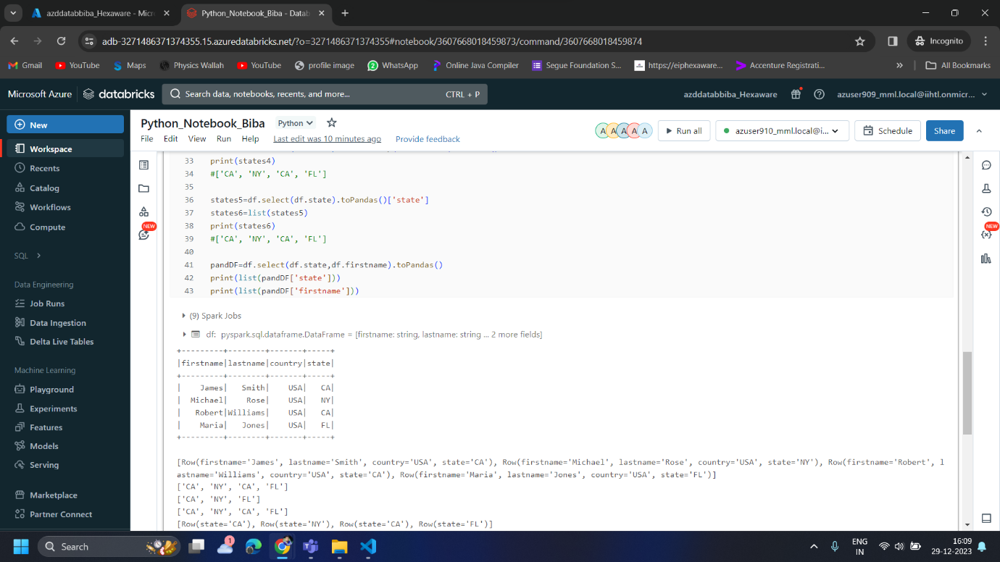 azddatabbiba_Hexaware - Micr
Python_Notebook_Biba - Datab
adb-3271486371374355.15.azuredatabricks.net/?o=3271486371374355#notebook/3607668018459873/command/3607668018459874
Incognito
Gmail
YouTube
Maps
Physics Wallah
YouTube
profile image
WhatsApp
Online Java Compiler
Segue Foundation S...
https://eiphexaware...
Accenture Registrati...
All Bookmarks
Microsoft Azure
databricks
Search data, notebooks, recents, and more...
CTRL + P
azddatabbiba_Hexaware
azuser909_mml.local@iihtl.onmicr...
New
Workspace
Recents
Catalog
Workflows
Compute
SQL
Data Engineering
Job Runs
Data Ingestion
Delta Live Tables
Machine Learning
Playground
Experiments
Features
Models
Serving
Marketplace
Partner Connect
Python_Notebook_Biba
Python
File Edit View Run Help
Last edit was 10 minutes ago
Provide feedback
A A A A A
Run all
azuser910_mml.local@i...
Schedule
Share
NEW
NEW
33 print(states4)
34 #['CA', 'NY', 'CA', 'FL']
35
36 states5=df.select(df.state).toPandas()['state']
37 states6=list(states5)
38 print(states6)
39 #['CA', 'NY', 'CA', 'FL']
40
41 pandDF=df.select(df.state,df.firstname).toPandas()
42 print(list(pandDF['state']))
43 print(list(pandDF['firstname']))
(9) Spark Jobs
df: pyspark.sql.dataframe.DataFrame = [firstname: string, lastname: string ... 2 more fields]
+---------+--------+-------+-----+
|firstname|lastname|country|state|
+---------+--------+-------+-----+
|    James|   Smith|    USA|   CA|
|  Michael|    Rose|    USA|   NY|
|   Robert|Williams|    USA|   CA|
|    Maria|   Jones|    USA|   FL|
+---------+--------+-------+-----+
[Row(firstname='James', lastname='Smith', country='USA', state='CA'), Row(firstname='Michael', lastname='Rose', country='USA', state='NY'), Row(firstname='Robert', l
astname='Williams', country='USA', state='CA'), Row(firstname='Maria', lastname='Jones', country='USA', state='FL')]
['CA', 'NY', 'CA', 'FL']
['CA', 'NY', 'FL']
['CA', 'NY', 'CA', 'FL']
[Row(state='CA'), Row(state='NY'), Row(state='CA'), Row(state='FL')]
Search
1
ENG
IN
16:09
29-12-2023